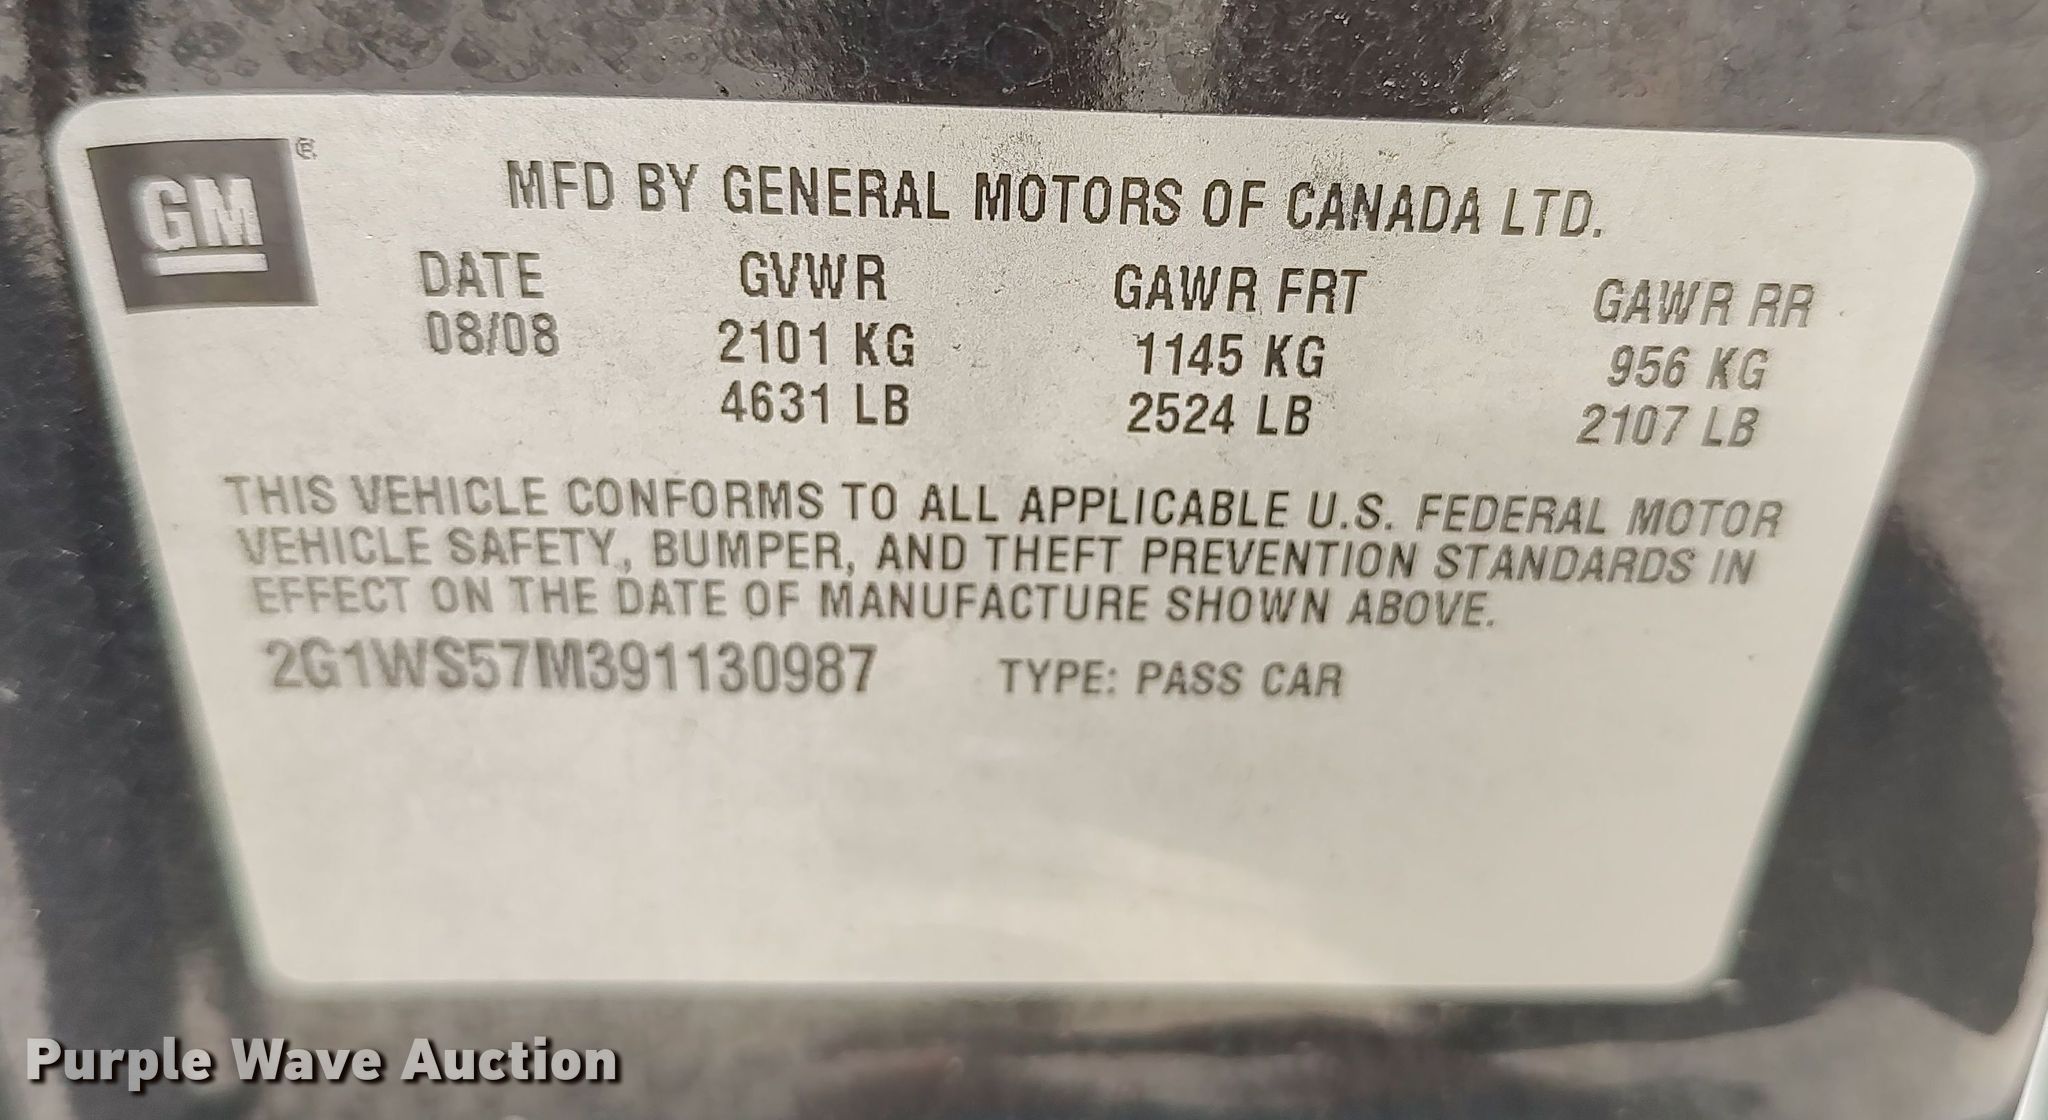 GM ®
MFD BY GENERAL MOTORS OF CANADA LTD.
DATE GVWR GAWR FRT GAWR RR
08/08 2101 KG 1145 KG 956 KG
4631 LB 2524 LB 2107 LB
THIS VEHICLE CONFORMS TO ALL APPLICABLE U.S. FEDERAL MOTOR
VEHICLE SAFETY, BUMPER, AND THEFT PREVENTION STANDARDS IN
EFFECT ON THE DATE OF MANUFACTURE SHOWN ABOVE.
2G1WS57M391130987 TYPE: PASS CAR
Purple Wave Auction